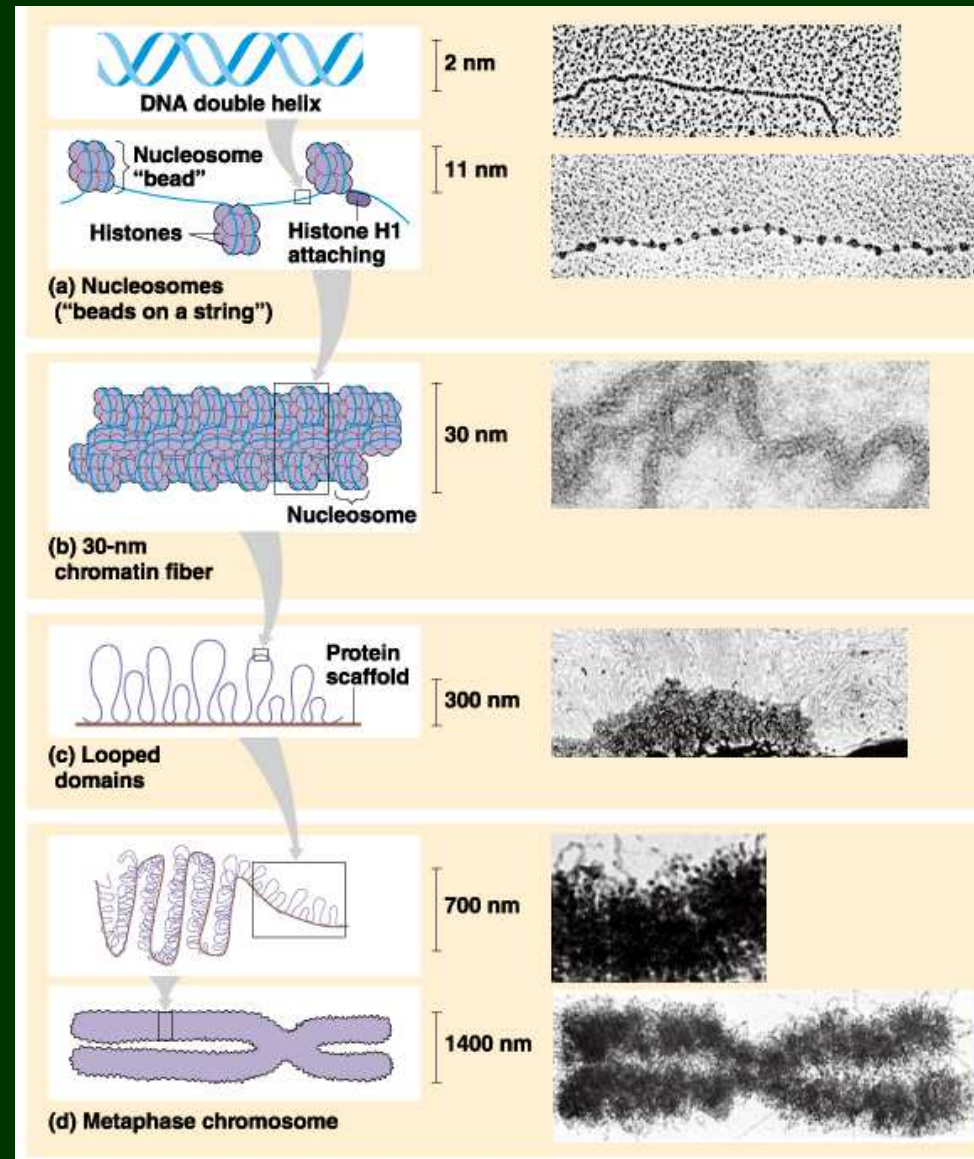 DNA double helix
2 nm
Nucleosome
“bead”
11 nm
Histones
Histone H1
attaching
(a) Nucleosomes
(“beads on a string”)
30 nm
Nucleosome
(b) 30-nm
chromatin fiber
Protein
scaffold
300 nm
(c) Looped
domains
700 nm
1400 nm
(d) Metaphase chromosome